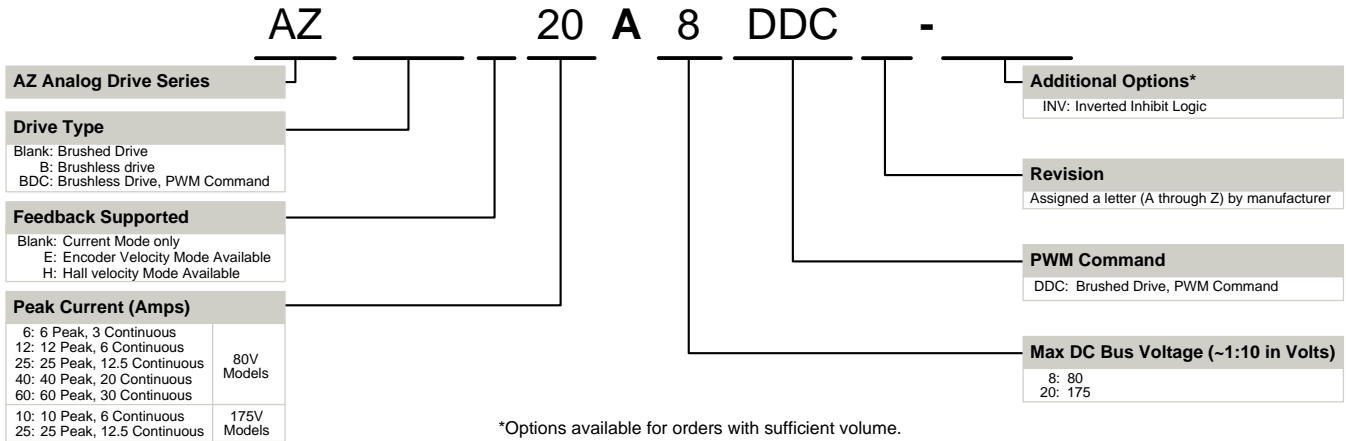 AZ 20 A 8 DDC -
AZ Analog Drive Series
Drive Type
Blank: Brushed Drive
B: Brushless drive
BDC: Brushless Drive, PWM Command
Feedback Supported
Blank: Current Mode only
E: Encoder Velocity Mode Available
H: Hall velocity Mode Available
Peak Current (Amps)
6: 6 Peak, 3 Continuous
12: 12 Peak, 6 Continuous
25: 25 Peak, 12.5 Continuous
40: 40 Peak, 20 Continuous
60: 60 Peak, 30 Continuous
80V
Models
10: 10 Peak, 6 Continuous
25: 25 Peak, 12.5 Continuous
175V
Models
Additional Options*
INV: Inverted Inhibit Logic
Revision
Assigned a letter (A through Z) by manufacturer
PWM Command
DDC: Brushed Drive, PWM Command
Max DC Bus Voltage (~1:10 in Volts)
8: 80
20: 175
*Options available for orders with sufficient volume.